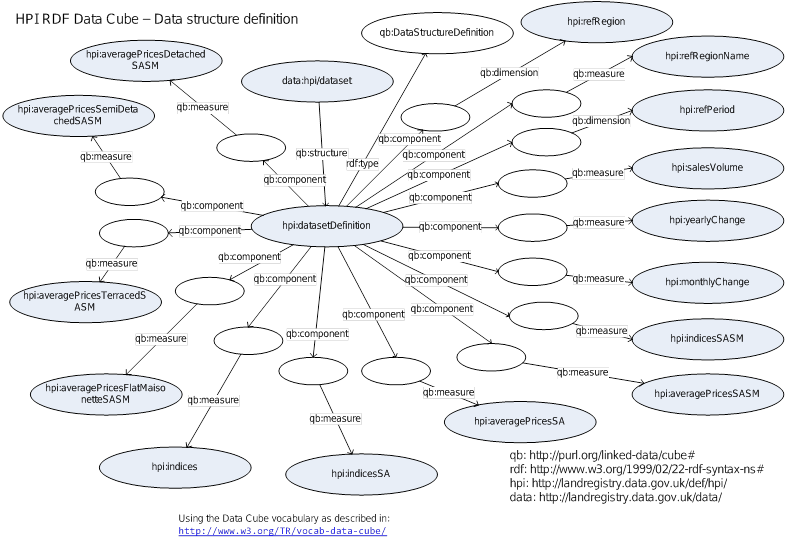 HPI RDF Data Cube – Data structure definition
qb:DataStructureDefinition
hpi:refRegion
hpi:averagePricesDetached
SASM
data:hpi/dataset
hpi:refRegionName
qb:dimension
qb:measure
hpi:averagePricesSemiDeta
chedSASM
qb:measure
hpi:refPeriod
qb:dimension
qb:component
qb:structure
rdf:type
qb:component
qb:measure
hpi:salesVolume
qb:component
qb:measure
qb:component
qb:component
qb:component
hpi:datasetDefinition
qb:component
qb:measure
hpi:yearlyChange
qb:component
qb:component
qb:component
qb:measure
qb:component
qb:component
qb:measure
hpi:monthlyChange
hpi:averagePricesTerracedS
ASM
qb:component
qb:component
qb:component
qb:measure
qb:measure
hpi:indicesSASM
hpi:averagePricesFlatMaiso
netteSASM
qb:measure
qb:measure
qb:measure
qb:measure
hpi:averagePricesSASM
hpi:averagePricesSA
hpi:indices
hpi:indicesSA
qb: http://purl.org/linked-data/cube#
rdf: http://www.w3.org/1999/02/22-rdf-syntax-ns#
hpi: http://landregistry.data.gov.uk/def/hpi/
data: http://landregistry.data.gov.uk/data/
Using the Data Cube vocabulary as described in:
http://www.w3.org/TR/vocab-data-cube/